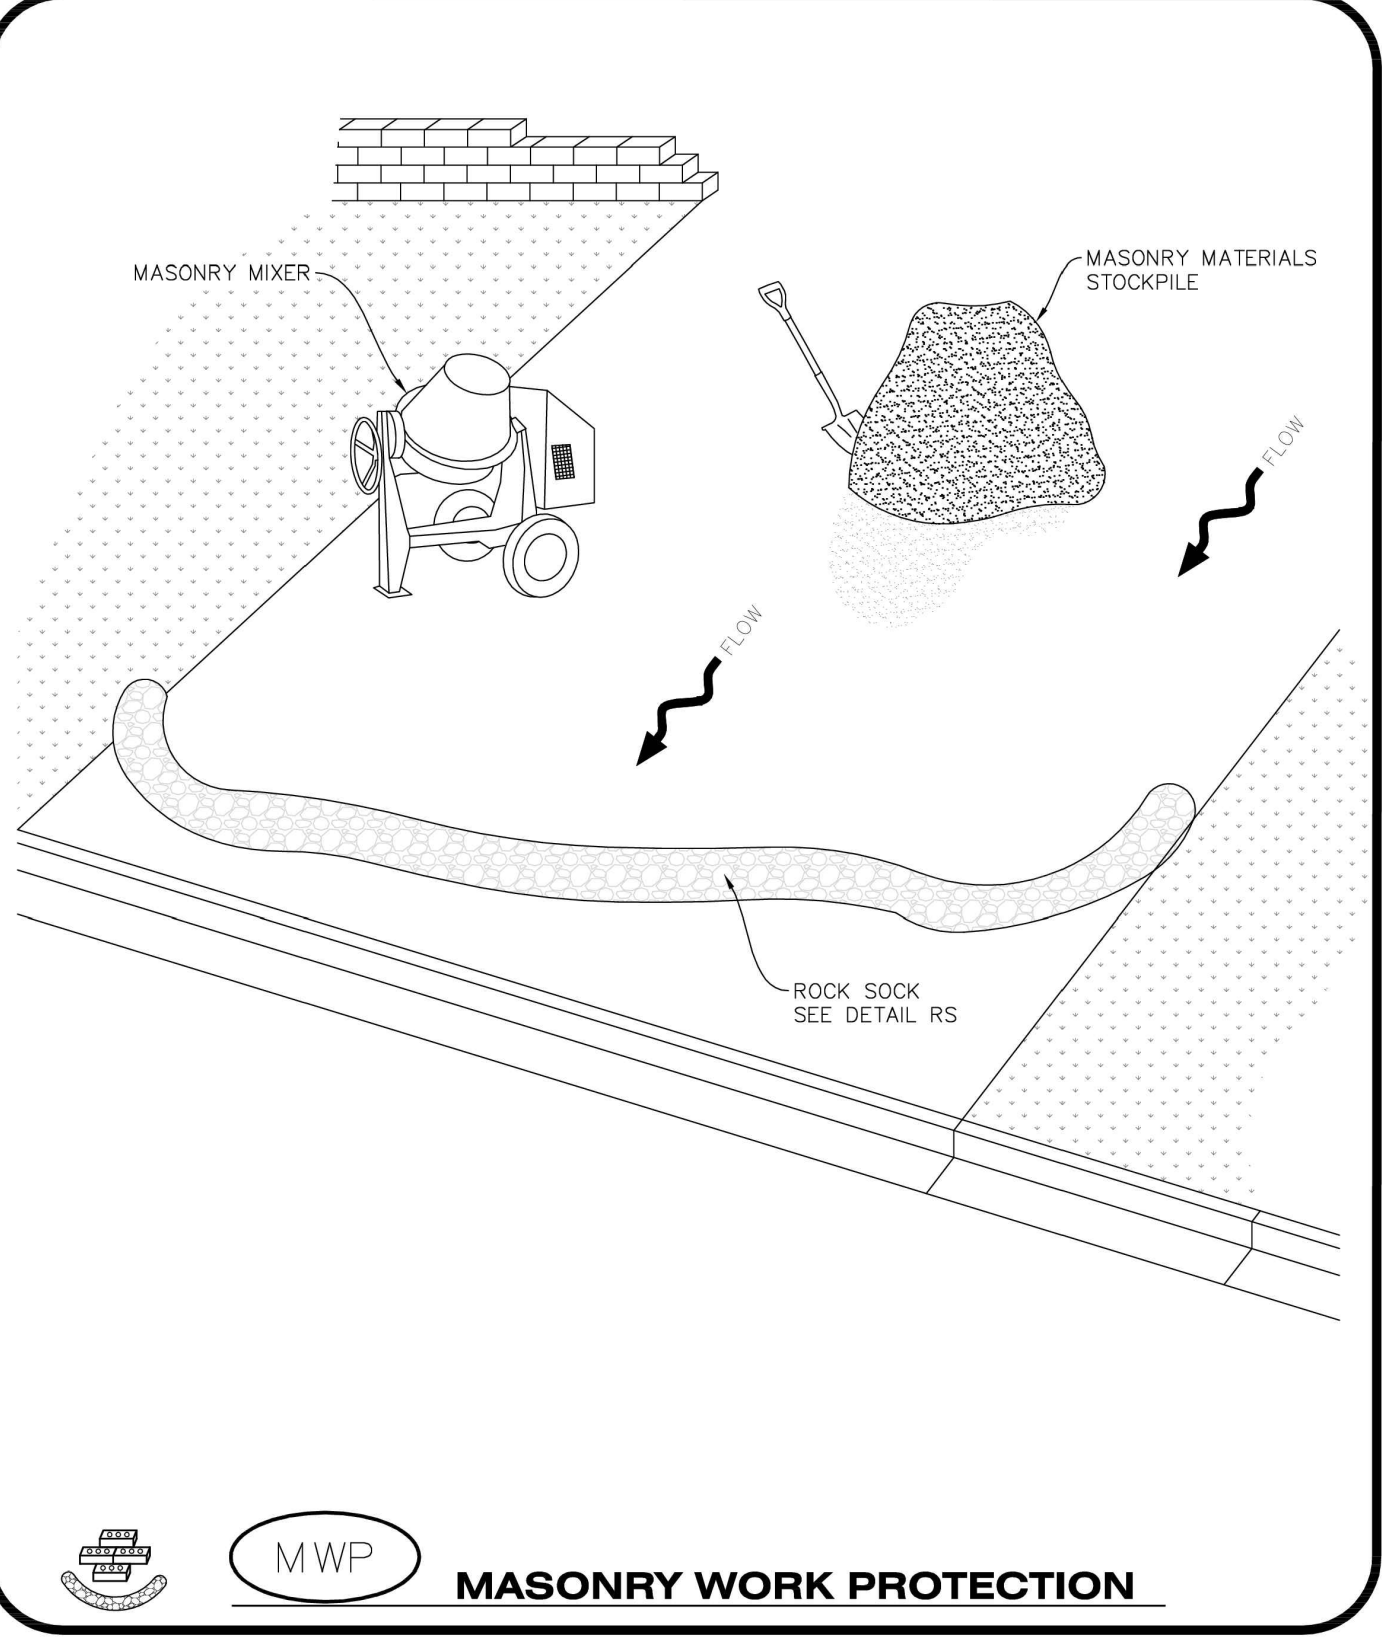 MASONRY MIXER
MASONRY MATERIALS
STOCKPILE
FLOW
FLOW
ROCK SOCK
SEE DETAIL RS
MWP
MASONRY WORK PROTECTION